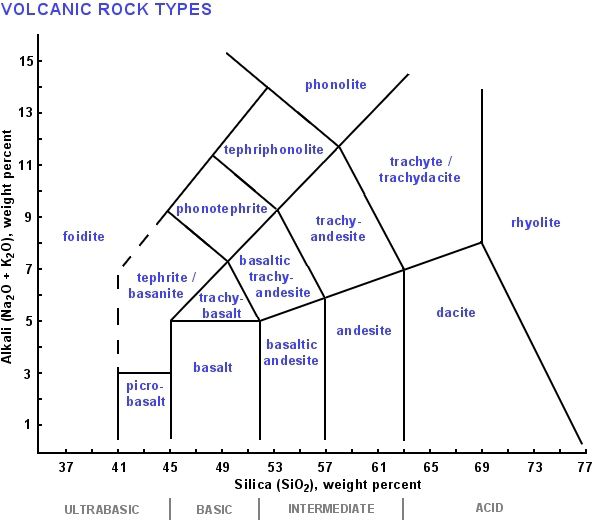 VOLCANIC ROCK TYPES
Alkali (Na2O + K2O), weight percent
15
13
11
9
7
5
3
1
phonolite
tephriphonolite
trachyte /
trachydacite
phonotephrite
trachy-
andesite
rhyolite
foidite
basaltic
trachy-
andesite
tephrite /
basanite
trachy-
basalt
dacite
andesite
basaltic
andesite
basalt
picro-
basalt
37 41 45 49 53 57 61 65 69 73 77
Silica (SiO2), weight percent
ULTRABASIC BASIC INTERMEDIATE ACID